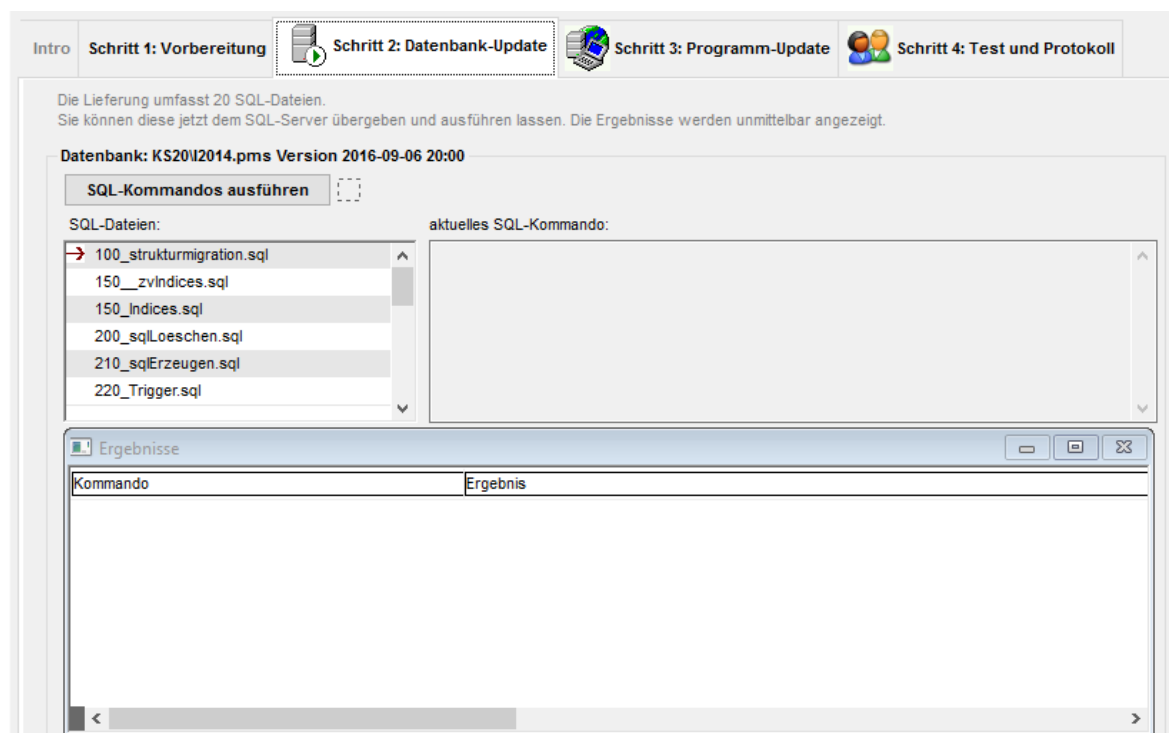 Intro Schritt 1: Vorbereitung Schritt 2: Datenbank-Update Schritt 3: Programm-Update Schritt 4: Test und Protokoll
Die Lieferung umfasst 20 SQL-Dateien.
Sie können diese jetzt dem SQL-Server übergeben und ausführen lassen. Die Ergebnisse werden unmittelbar angezeigt.
Datenbank: KS20\I2014.pms Version 2016-09-06 20:00
SQL-Kommandos ausführen
SQL-Dateien: aktuelles SQL-Kommando:
100_strukturmigration.sql
150__zvIndices.sql
150_Indices.sql
200_sqlLoeschen.sql
210_sqlErzeugen.sql
220_Trigger.sql
Ergebnisse
Kommando Ergebnis